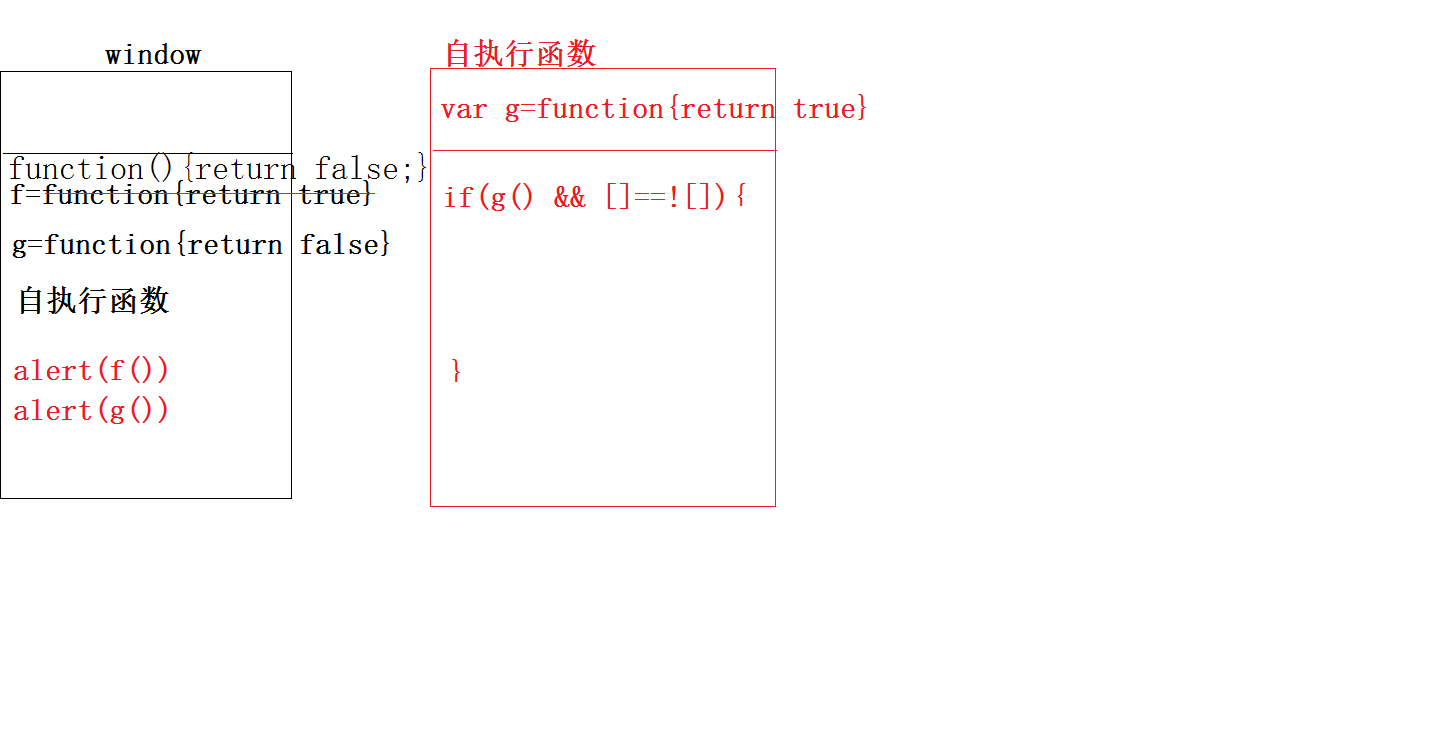 window
function(){return false;}
f=function{return true}
g=function{return false}
自执行函数
alert(f())
alert(g())
自执行函数
var g=function{return true}
if(g() && []==![]){
}